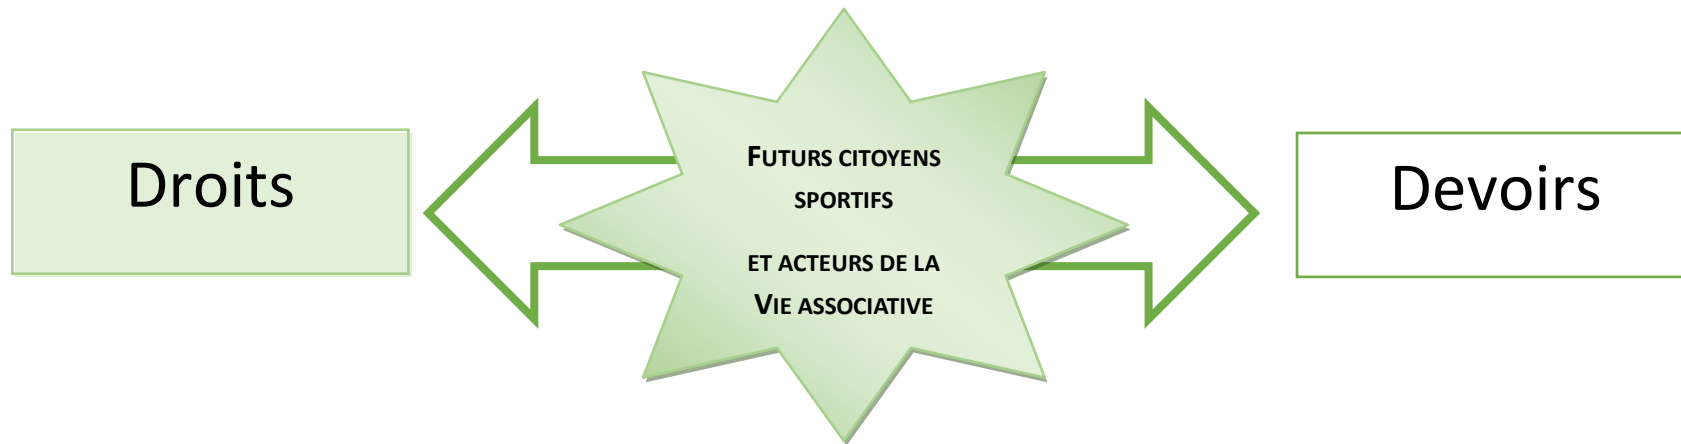 Droits
FUTURS CITOYENS
SPORTIFS
ET ACTEURS DE LA
VIE ASSOCIATIVE
Devoirs